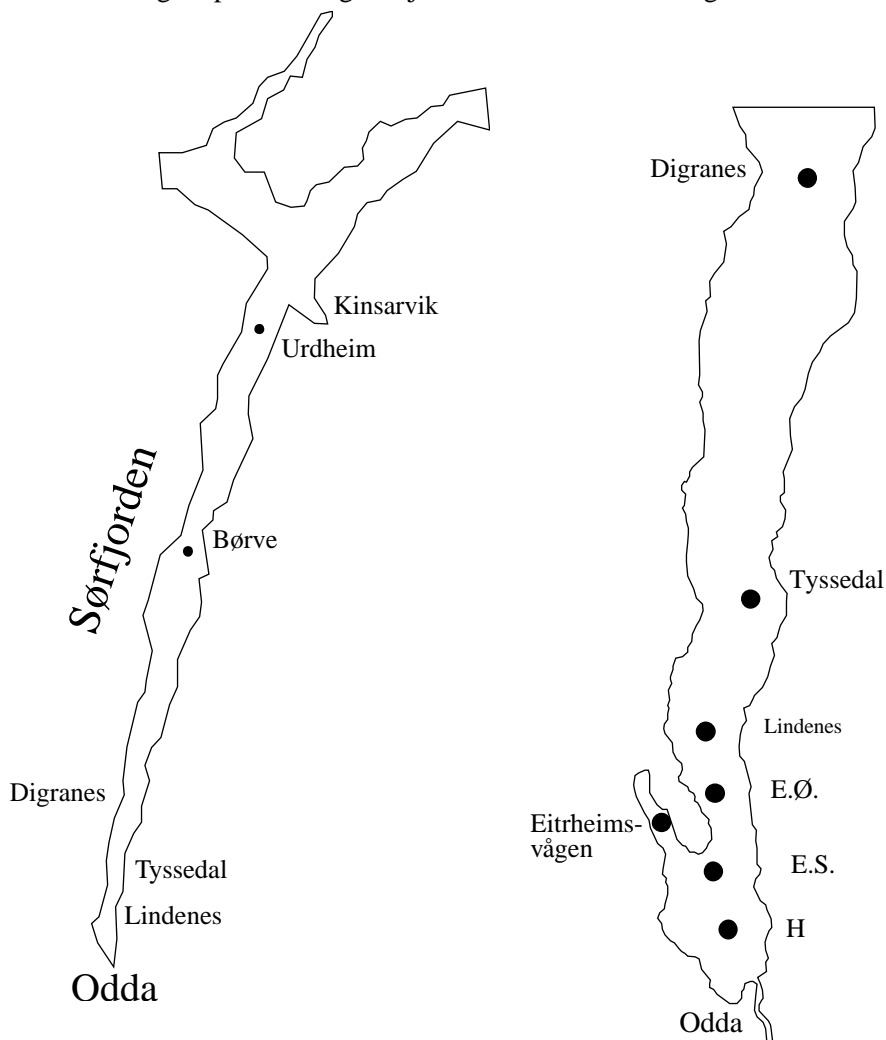 Kinsarvik
Urdheim
Sørfjorden
Børve
Digranes
Tyssedal
Lindenes
Odda
Digranes
Tyssedal
Lindenes
E.Ø.
Eitrheims-
vågen
E.S.
H
Odda